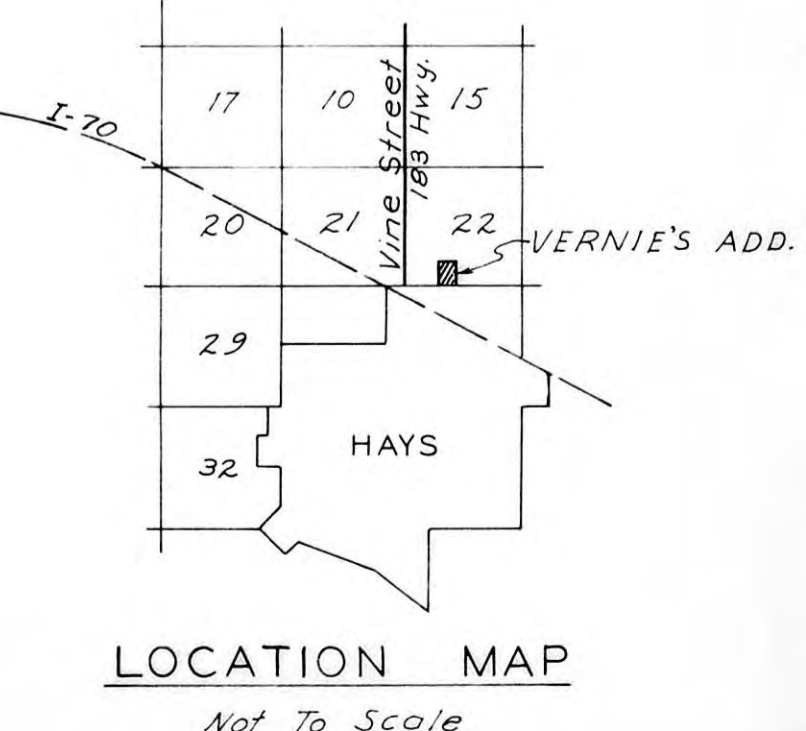 17 10 15
Vine Street
183 Hwy.
I-70
20 21 22
VERNIE'S ADD.
29
HAYS
32
LOCATION MAP
Not To Scale